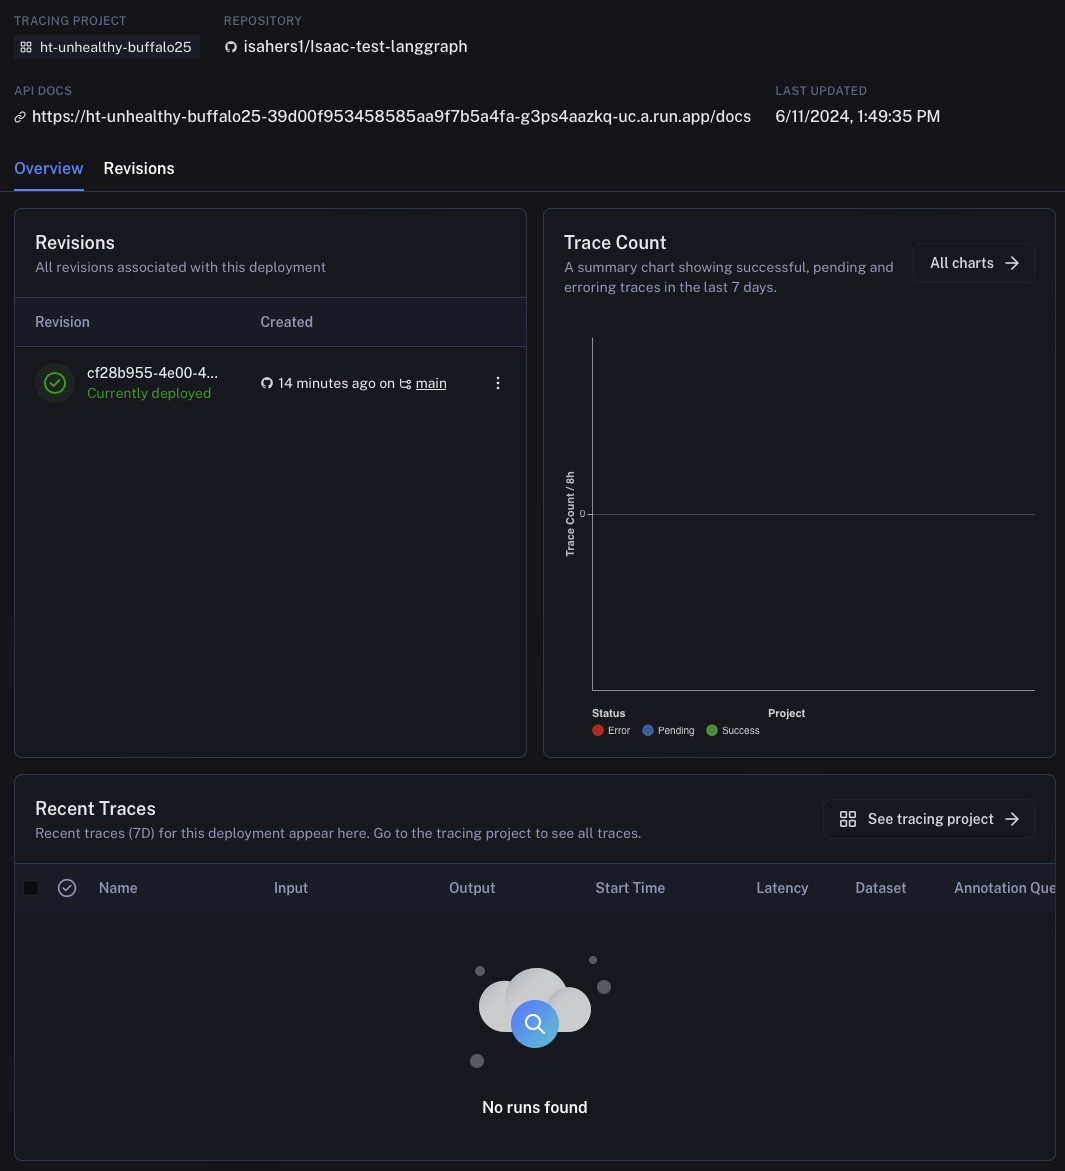 TRACING PROJECT
REPOSITORY
ht-unhealthy-buffalo25
isahers1/Isaac-test-langgraph
API DOCS
LAST UPDATED
https://ht-unhealthy-buffalo25-39d00f953458585aa9f7b5a4fa-g3ps4aazkq-uc.a.run.app/docs
6/11/2024, 1:49:35 PM
Overview
Revisions
Revisions
All revisions associated with this deployment
Revision
Created
cf28b955-4e00-4...
Currently deployed
14 minutes ago on main
Trace Count
A summary chart showing successful, pending and
erroring traces in the last 7 days.
All charts
Trace Count / 8h
0
Status
Project
Error
Pending
Success
Recent Traces
Recent traces (7D) for this deployment appear here. Go to the tracing project to see all traces.
See tracing project
Name
Input
Output
Start Time
Latency
Dataset
Annotation Que
No runs found